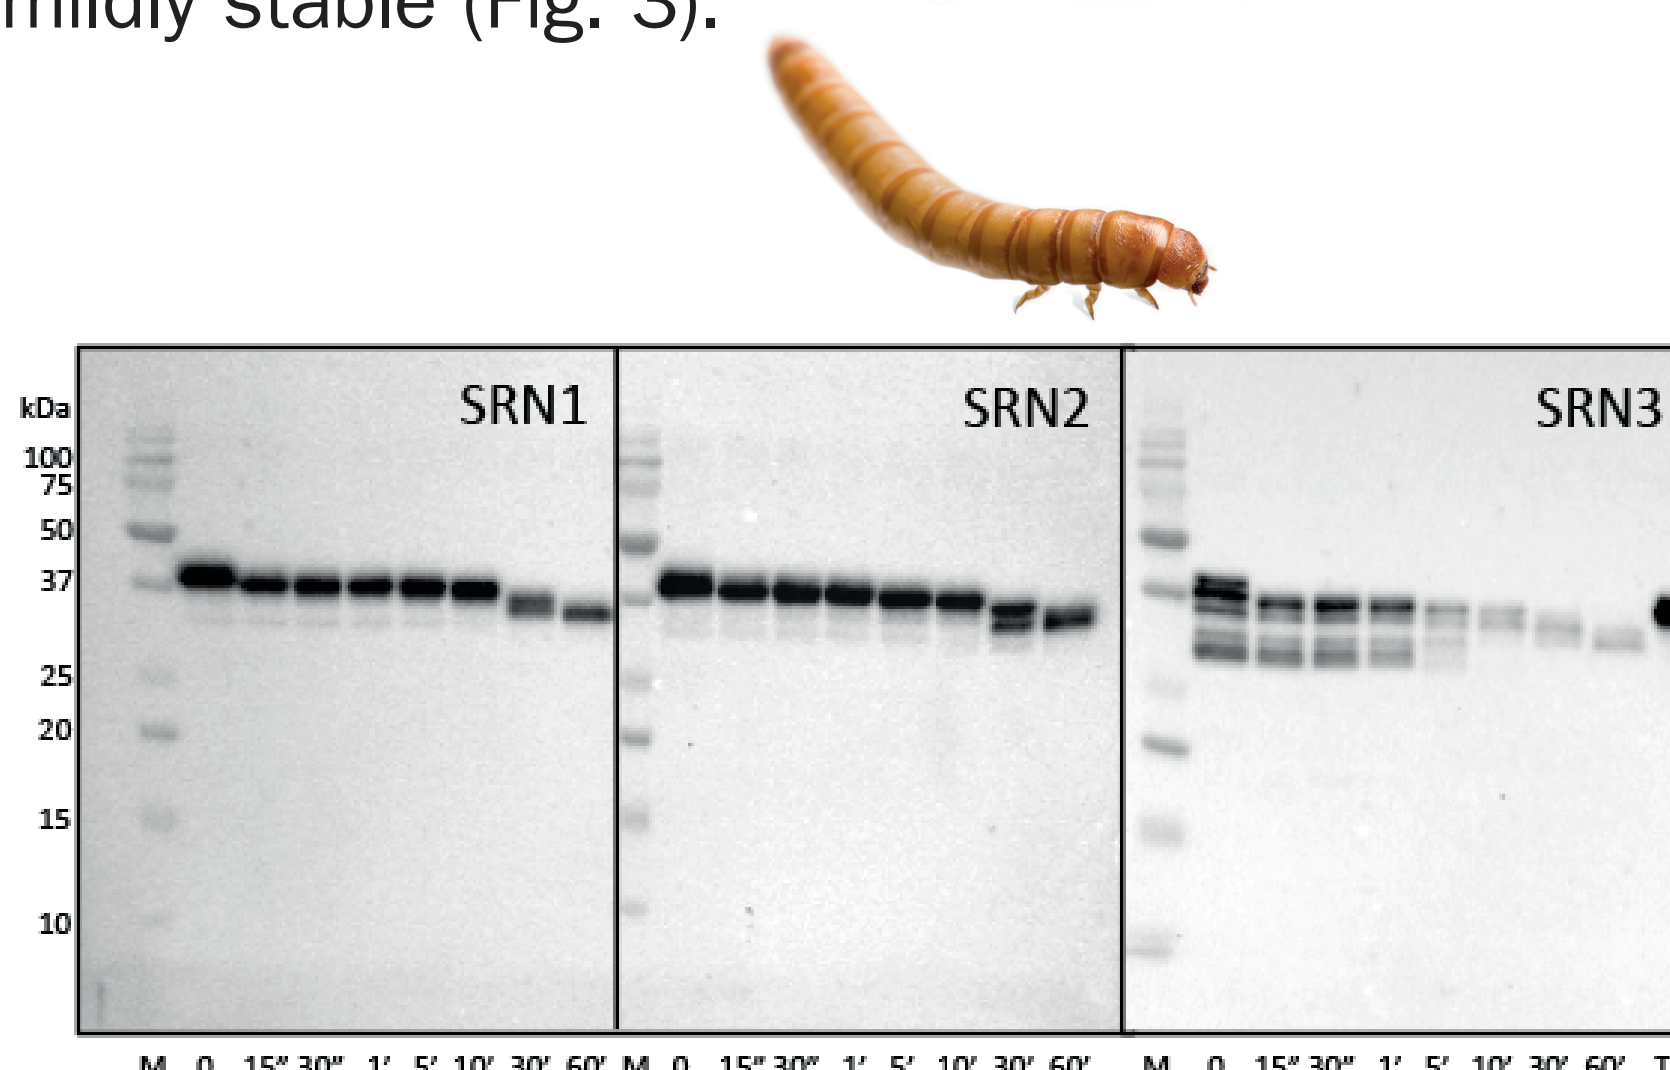 mildly stable (Fig. 3).
SRN1 SRN2 SRN3
kDa
100
75
50
37
25
20
15
10
M 0 15" 30" 1' 5' 10' 30' 60' M 0 15" 30" 1' 5' 10' 30' 60' M 0 15" 30" 1' 5' 10' 30' 60' T